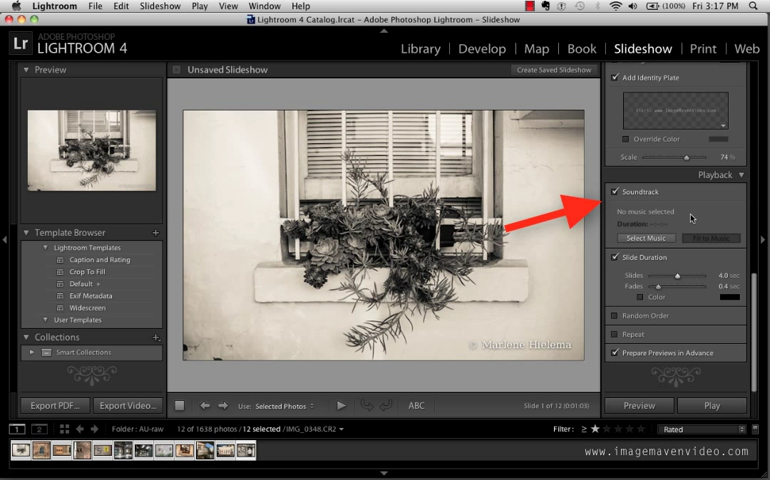 Lightroom File Edit Slideshow Play View Window Help (100%) Fri 3:17 PM
Lightroom 4 Catalog.lrcat - Adobe Photoshop Lightroom - Slideshow
Lr ADOBE PHOTOSHOP
LIGHTROOM 4
Library | Develop | Map | Book | Slideshow | Print | Web
Preview
Unsaved Slideshow
Create Saved Slideshow
Add Identity Plate
Override Color
Scale 74 %
Playback
Soundtrack
No music selected
Duration:
Select Music
Fit to Music
Slide Duration
Slides 4.0 sec
Fades 0.4 sec
Color
Random Order
Repeat
Prepare Previews in Advance
Template Browser +
Lightroom Templates
Caption and Rating
Crop To Fill
Default +
Exif Metadata
Widescreen
User Templates
Collections +
Smart Collections
© Marlene Hielema
Export PDF...
Export Video...
Use: Selected Photos
ABC
Slide 1 of 12 (0:01:03)
Preview
Play
1 2 Folder: AU-raw 12 of 1638 photos / 12 selected / IMG_0348.CR2
Filter: ≥ ★ Rated
www.imagemavenvideo.com